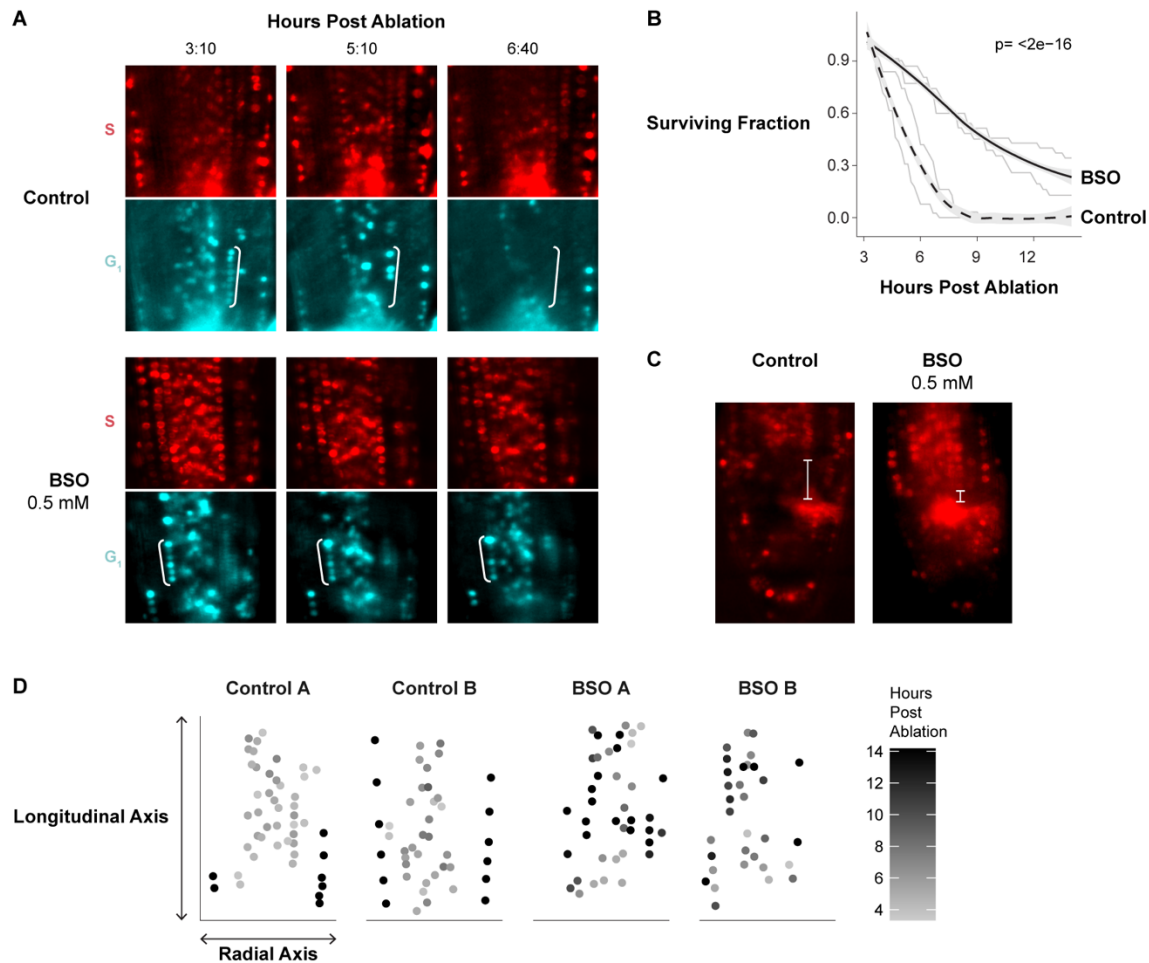 A
Hours Post Ablation
3:10 5:10 6:40
S
Control
G₁
S
BSO
0.5 mM
G₁
B
p= <2e−16
0.9
0.6
Surviving Fraction
0.3
BSO
0.0
Control
3 6 9 12
Hours Post Ablation
C
Control BSO
0.5 mM
D
Control A Control B BSO A BSO B
Hours
Post
Ablation
14
12
Longitudinal Axis
10
8
6
4
Radial Axis